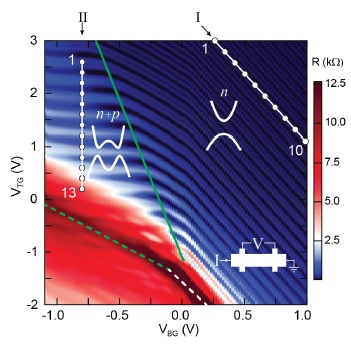 II
I
3
2
1
0
-1
-2
V_TG (V)
1
13
n+p
1
10
n
V
I
-1.0
-0.5
0.0
0.5
1.0
V_BG (V)
R (kΩ)
12.5
10.0
7.5
5.0
2.5